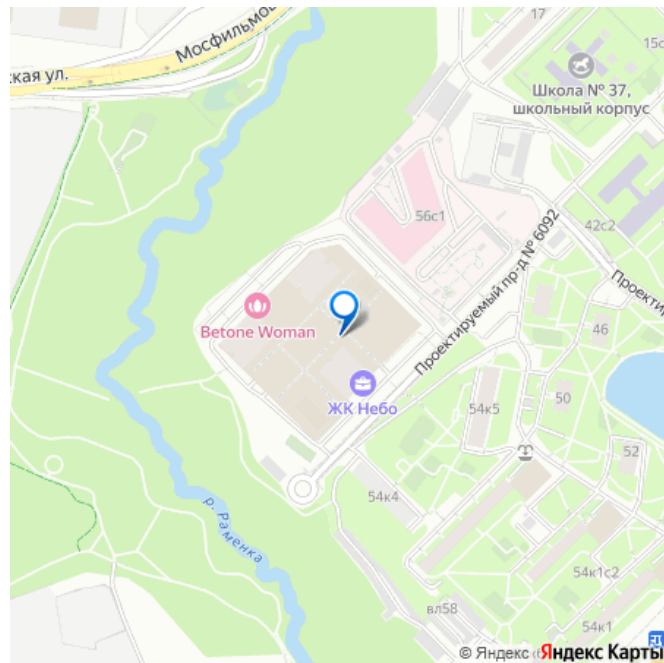 Мосфильмов
ская ул.
17
15с
Школа № 37,
школьный корпус
56с1
42с2
Проектируемый пр-д № 6092
Проектир
Betone Woman
46
ЖК Небо
50
54к5
52
54к4
р. Раменка
54к1с2
вл58
54к1
© Яндекс Яндекс Карты